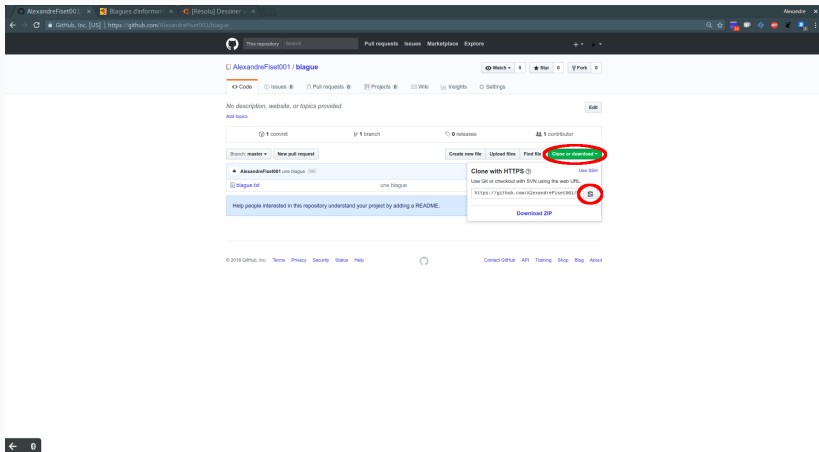 AlexandreFiset001 Blagues d'informat [Résolu] Dessiner Alexandre
GitHub, Inc. [US] | https://github.com/AlexandreFiset001/blague
This repository Search Pull requests Issues Marketplace Explore
AlexandreFiset001 / blague Watch 0 Star 0 Fork 0
Code Issues 0 Pull requests 0 Projects 0 Wiki Insights Settings
No description, website, or topics provided. Edit
Add topics
1 commit 1 branch 0 releases 1 contributor
Branch: master New pull request Create new file Upload files Find file Clone or download
AlexandreFiset001 une blague
Clone with HTTPS Use SSH
Use Git or checkout with SVN using the web URL.
blague.txt une blague
https://github.com/AlexandreFiset001/
Help people interested in this repository understand your project by adding a README.
Download ZIP
© 2018 GitHub, Inc. Terms Privacy Security Status Help Contact GitHub API Training Shop Blog About
0